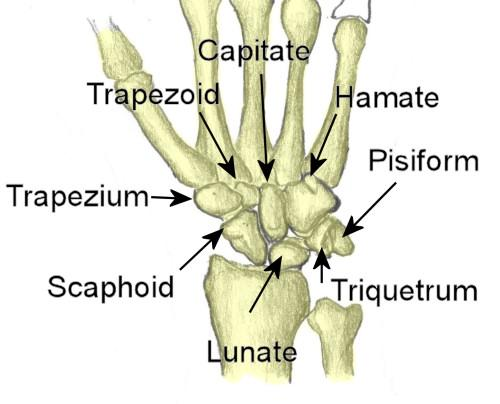 Capitate
Trapezoid
Hamate
Pisiform
Trapezium
Scaphoid
Triquetrum
Lunate